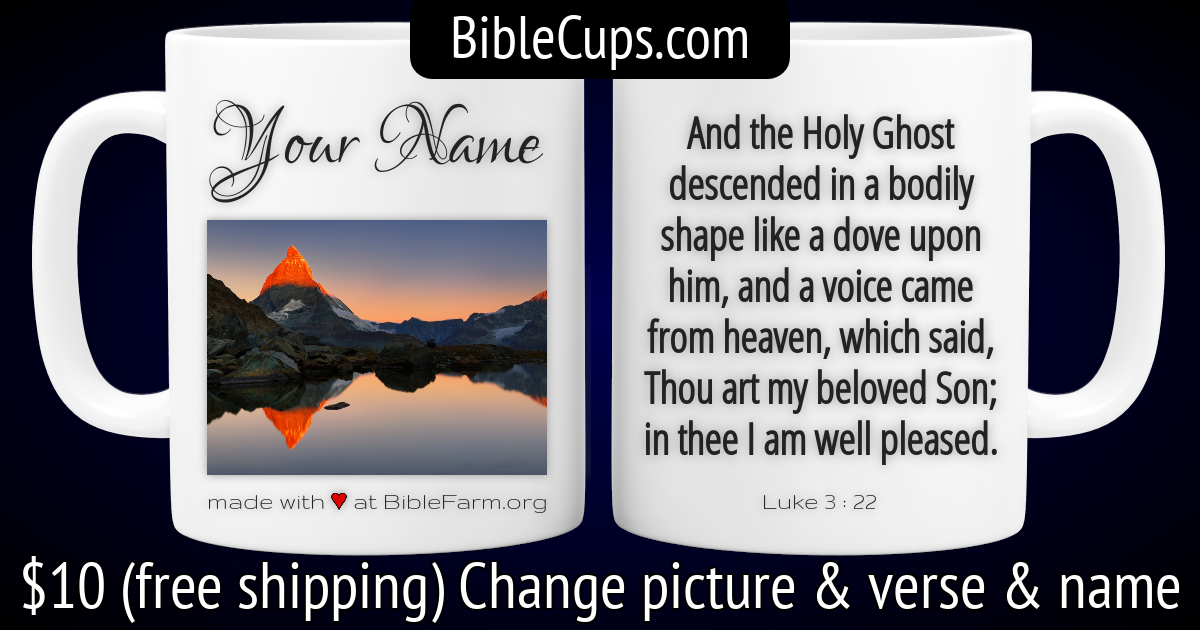 BibleCups.com
Your Name
made with ♥ at BibleFarm.org
And the Holy Ghost
descended in a bodily
shape like a dove upon
him, and a voice came
from heaven, which said,
Thou art my beloved Son;
in thee I am well pleased.
Luke 3 : 22
$10 (free shipping) Change picture & verse & name